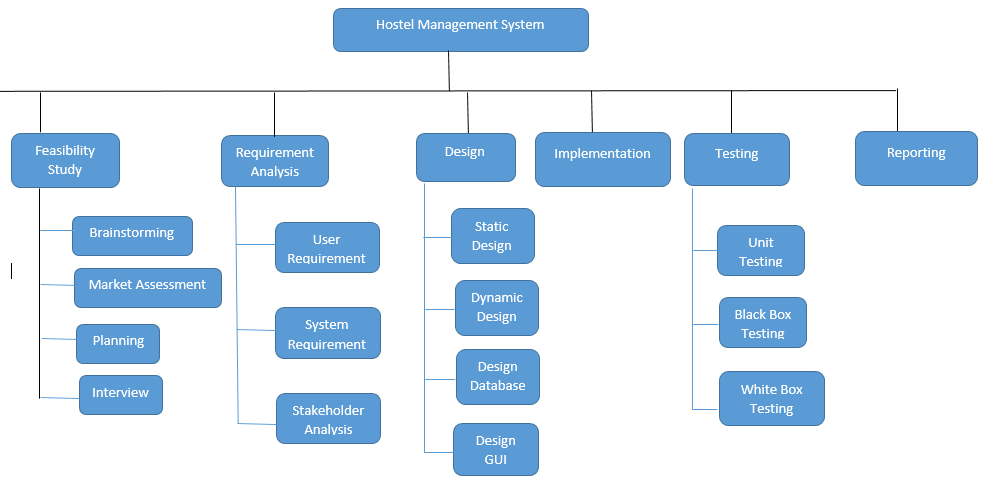 Hostel Management System
Feasibility
Study
Brainstorming
Market Assessment
Planning
Interview
Requirement
Analysis
User
Requirement
System
Requirement
Stakeholder
Analysis
Design
Static
Design
Dynamic
Design
Design
Database
Design
GUI
Implementation
Testing
Unit
Testing
Black Box
Testing
White Box
Testing
Reporting